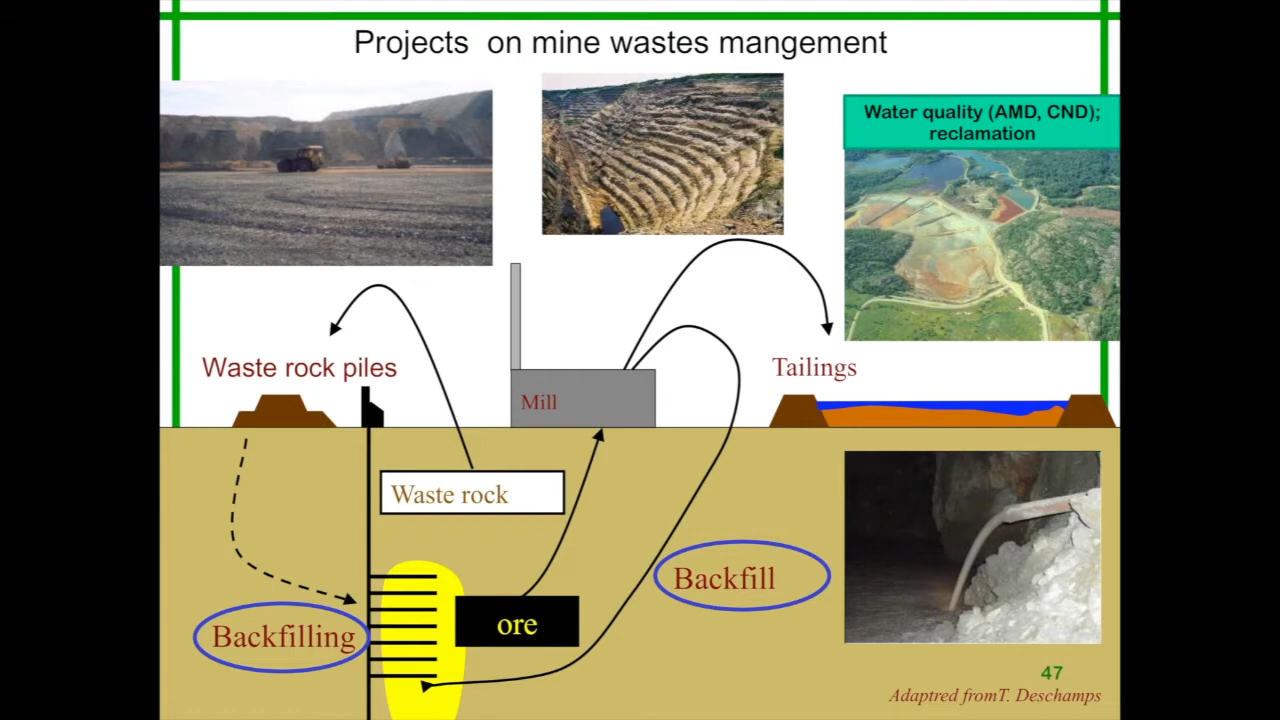 Projects on mine wastes mangement
Water quality (AMD, CND);
reclamation
Waste rock piles
Tailings
Mill
Waste rock
Backfill
ore
Backfilling
47
Adaptred fromT. Deschamps